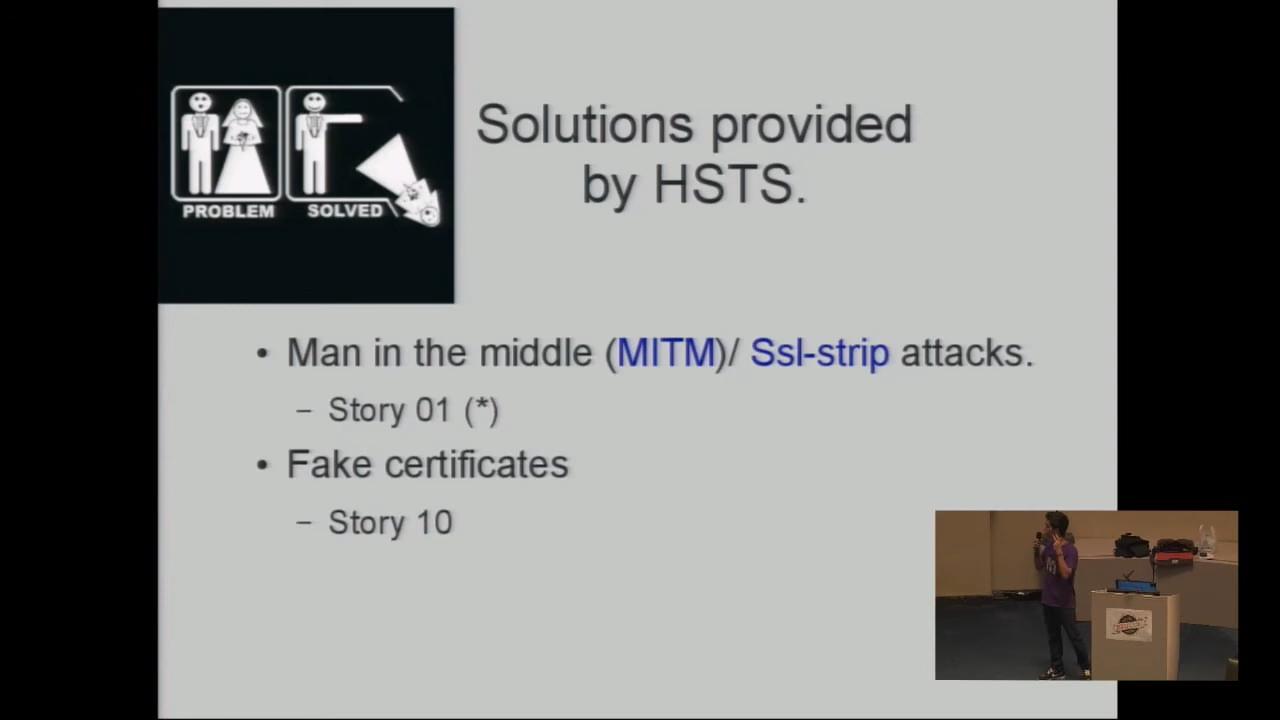 PROBLEM SOLVED
Solutions provided
by HSTS.
• Man in the middle (MITM)/ Ssl-strip attacks.
– Story 01 (*)
• Fake certificates
– Story 10